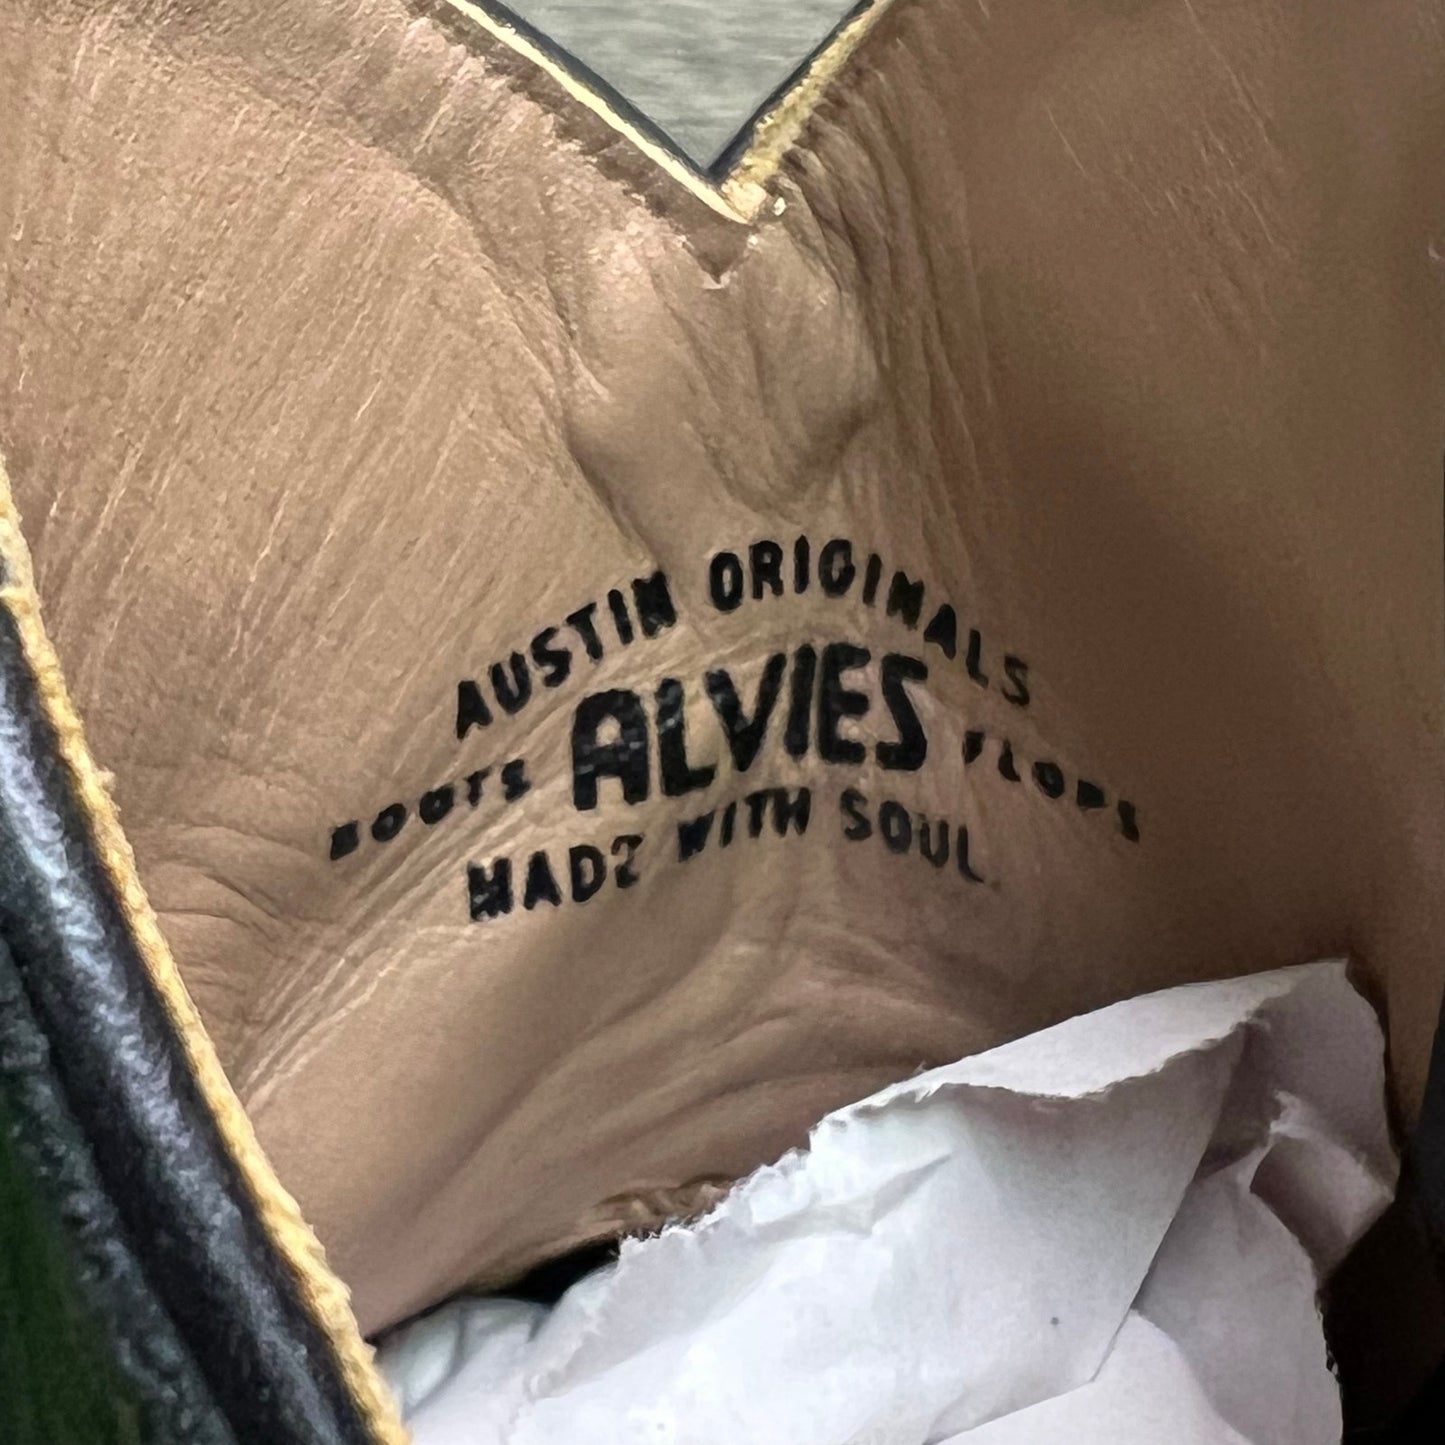 AUSTIN ORIGINALS
BOOTS ALVIES FLOPS
MADE WITH SOUL